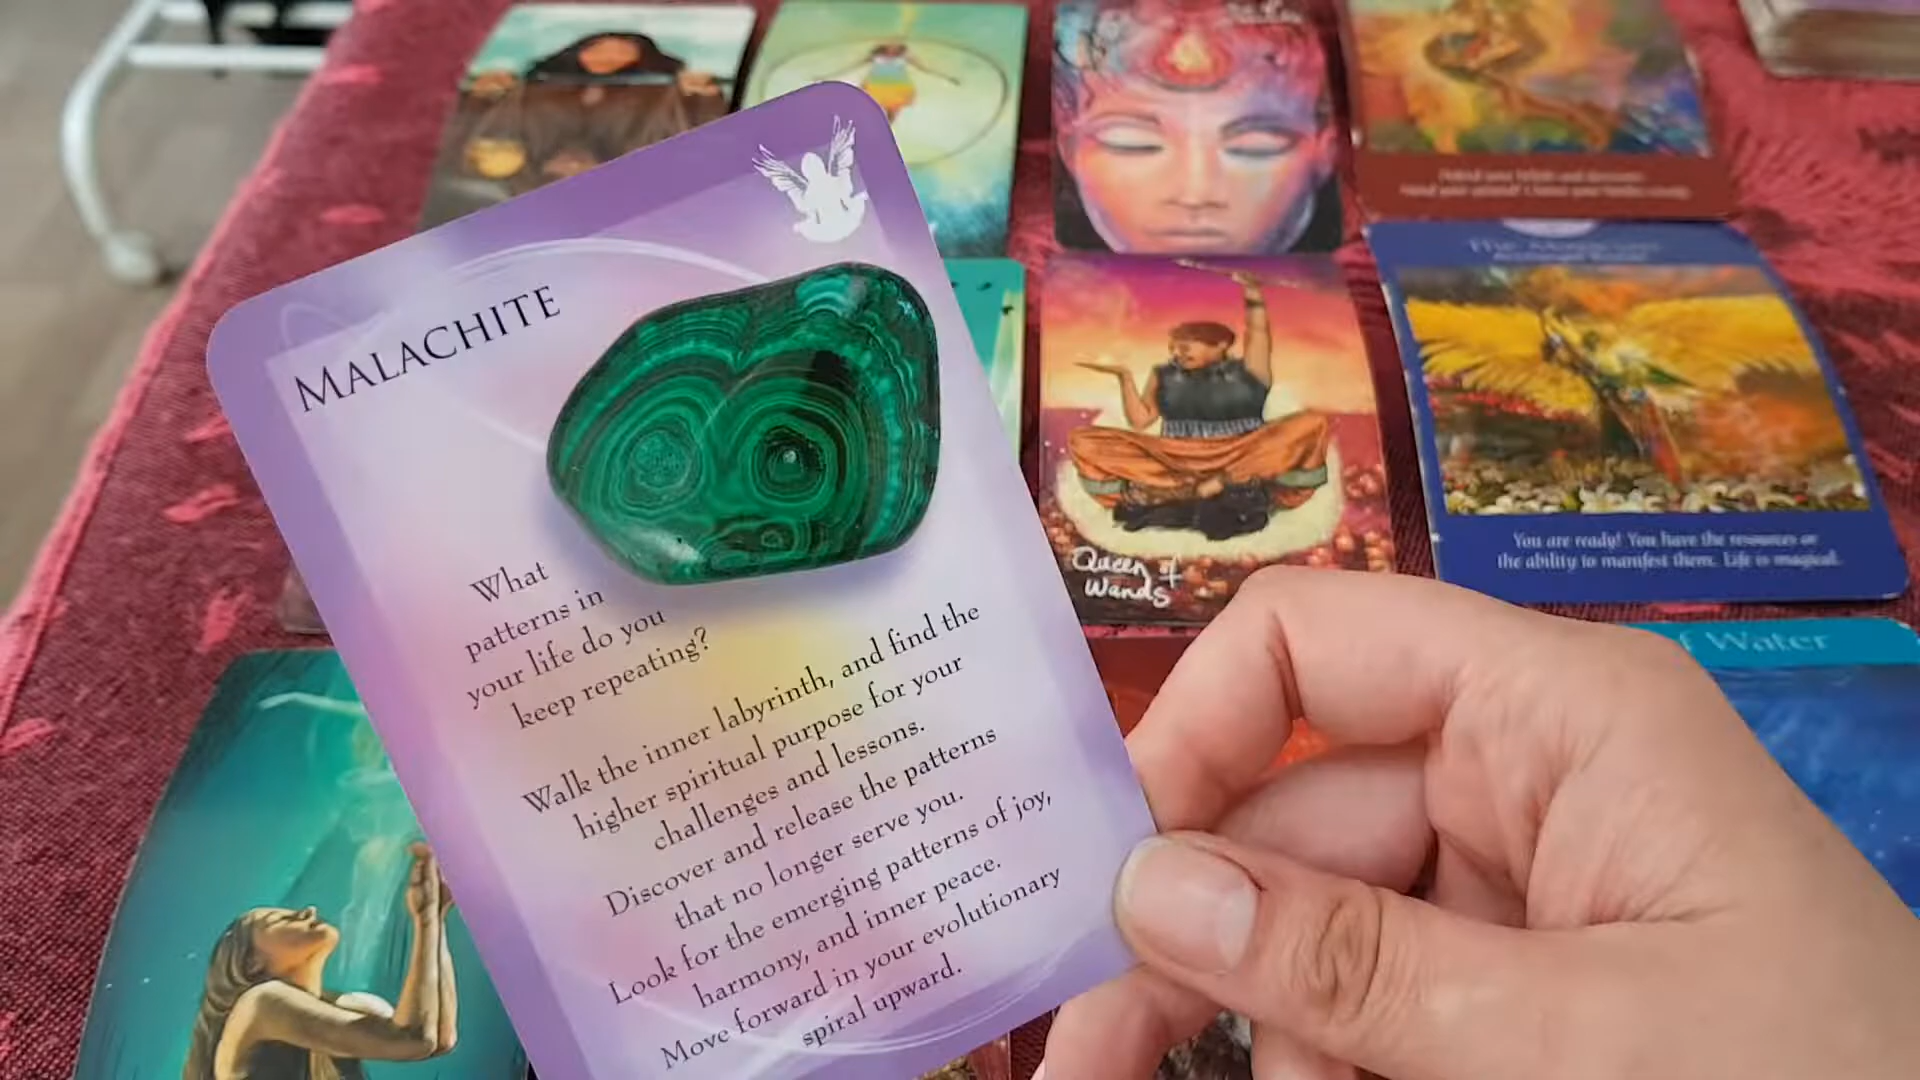 MALACHITE
What
patterns in
your life do you
keep repeating?
Walk the inner labyrinth, and find the
higher spiritual purpose for your
challenges and lessons.
Discover and release the patterns
that no longer serve you.
Look for the emerging patterns of joy,
harmony, and inner peace.
Move forward in your evolutionary
spiral upward.
Queen of
Wands
The Magician
You are ready! You have the resources or
the ability to manifest them. Life is magical.
f Water